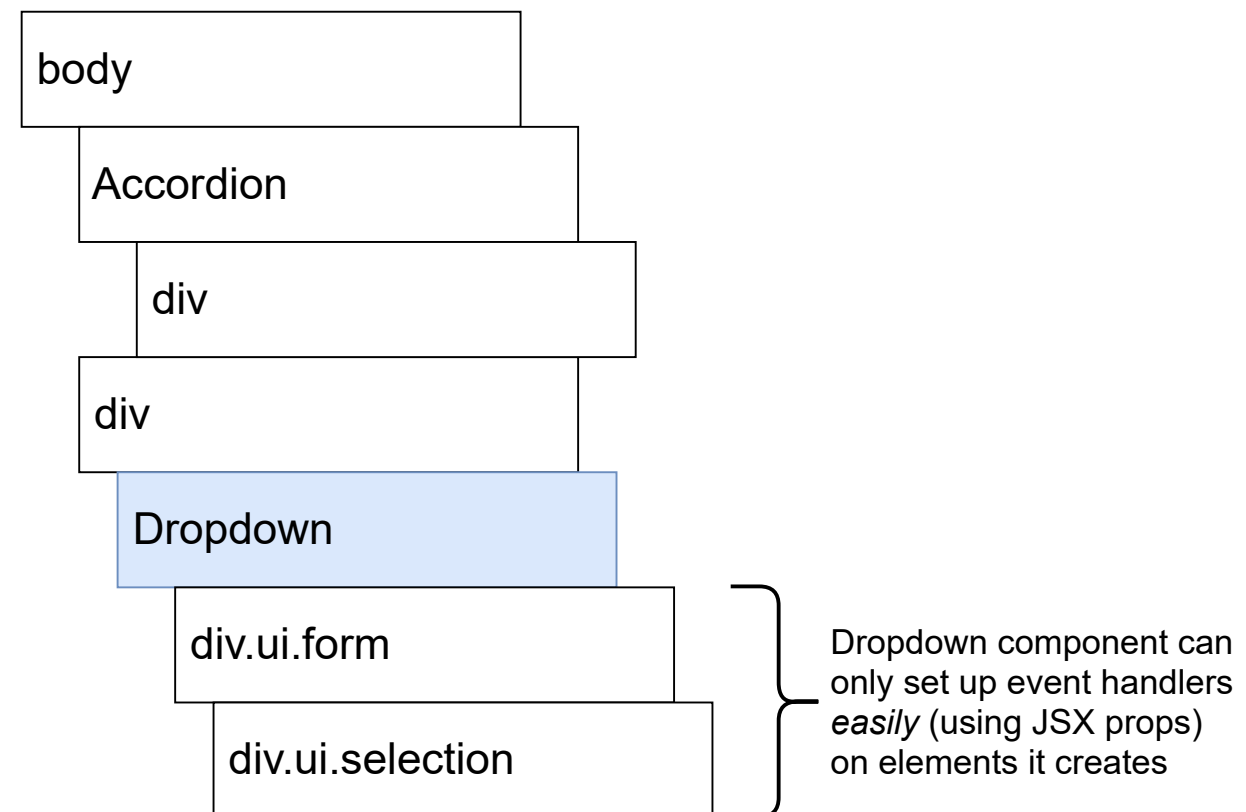 body
Accordion
div
div
Dropdown
div.ui.form
div.ui.selection
Dropdown component can
only set up event handlers
easily (using JSX props)
on elements it creates